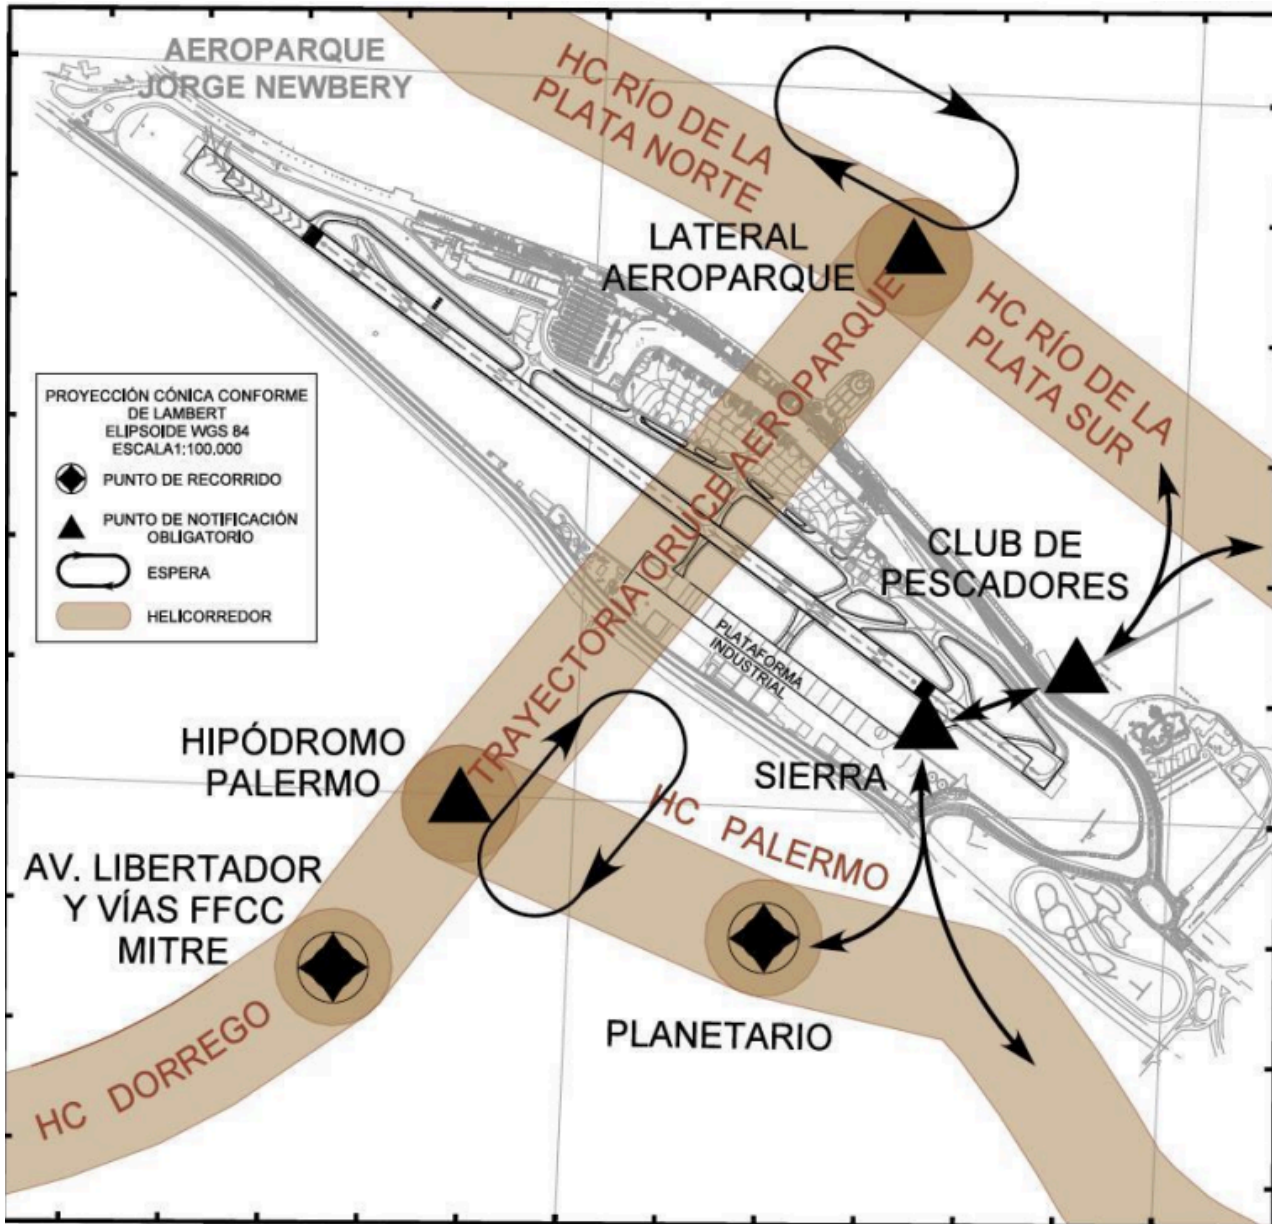 AEROPARQUE
JORGE NEWBERY
HC RÍO DE LA
PLATA NORTE
LATERAL
AEROPARQUE
HC RÍO DE LA
PLATA SUR
PROYECCIÓN CÓNICA CONFORME
DE LAMBERT
ELIPSOIDE WGS 84
ESCALA1:100.000
PUNTO DE RECORRIDO
PUNTO DE NOTIFICACIÓN
OBLIGATORIO
ESPERA
HELICORREDOR
TRAYECTORIA CRUCE AEROPARQUE
CLUB DE
PESCADORES
PLATAFORMA
INDUSTRIAL
SIERRA
HIPÓDROMO
PALERMO
HC PALERMO
AV. LIBERTADOR
Y VÍAS FFCC
MITRE
PLANETARIO
HC DORREGO